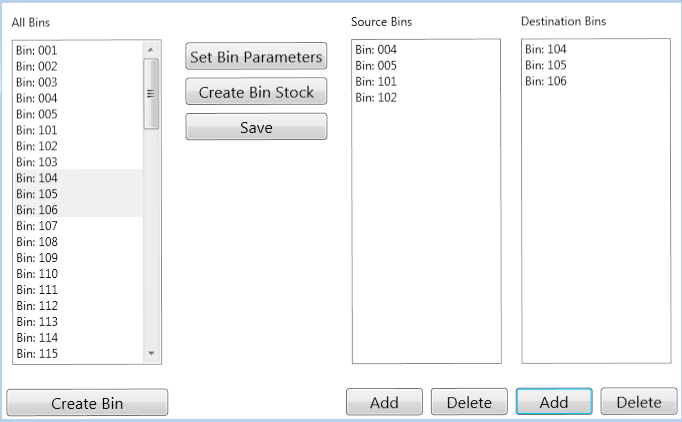 All Bins
Bin: 001
Bin: 002
Bin: 003
Bin: 004
Bin: 005
Bin: 101
Bin: 102
Bin: 103
Bin: 104
Bin: 105
Bin: 106
Bin: 107
Bin: 108
Bin: 109
Bin: 110
Bin: 111
Bin: 112
Bin: 113
Bin: 114
Bin: 115
Create Bin
Set Bin Parameters
Create Bin Stock
Save
Source Bins
Bin: 004
Bin: 005
Bin: 101
Bin: 102
Add
Delete
Destination Bins
Bin: 104
Bin: 105
Bin: 106
Add
Delete